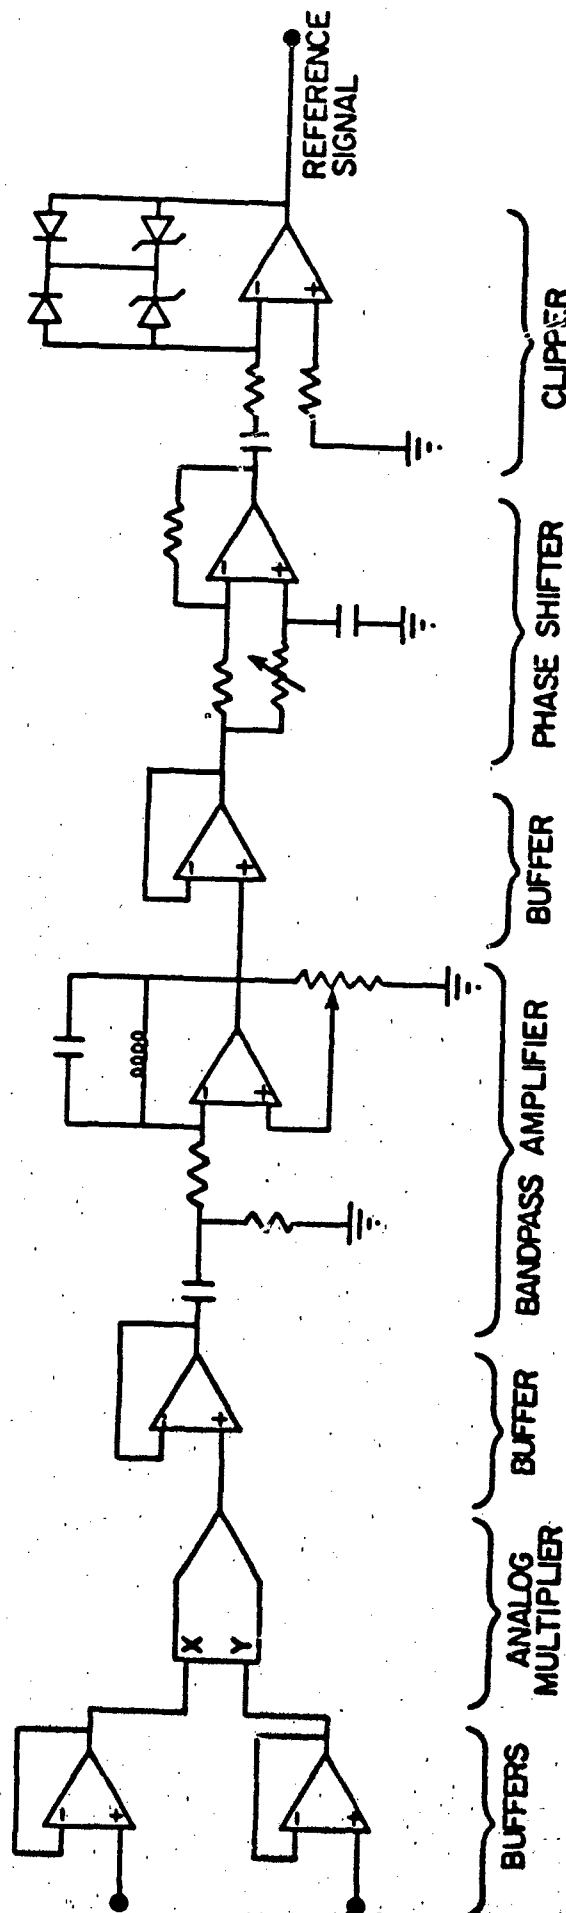 BUFFERS
ANALOG
MULTIPLIER
BUFFER
BANDPASS AMPLIFIER
BUFFER
PHASE SHIFTER
CLIPPER
REFERENCE
SIGNAL
X
Y
-
+
-
+
-
+
-
+
-
+
-
+
-
+